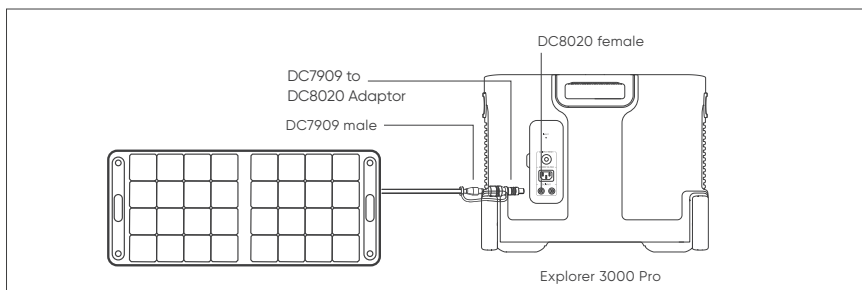 DC8020 female
DC7909 to
DC8020 Adaptor
DC7909 male
Explorer 3000 Pro